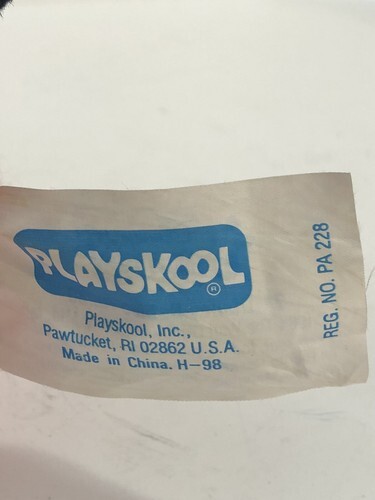 PLAYSKOOL®
Playskool, Inc.,
Pawtucket, RI 02862 U.S.A.
Made in China. H-98
REG. NO. PA 228